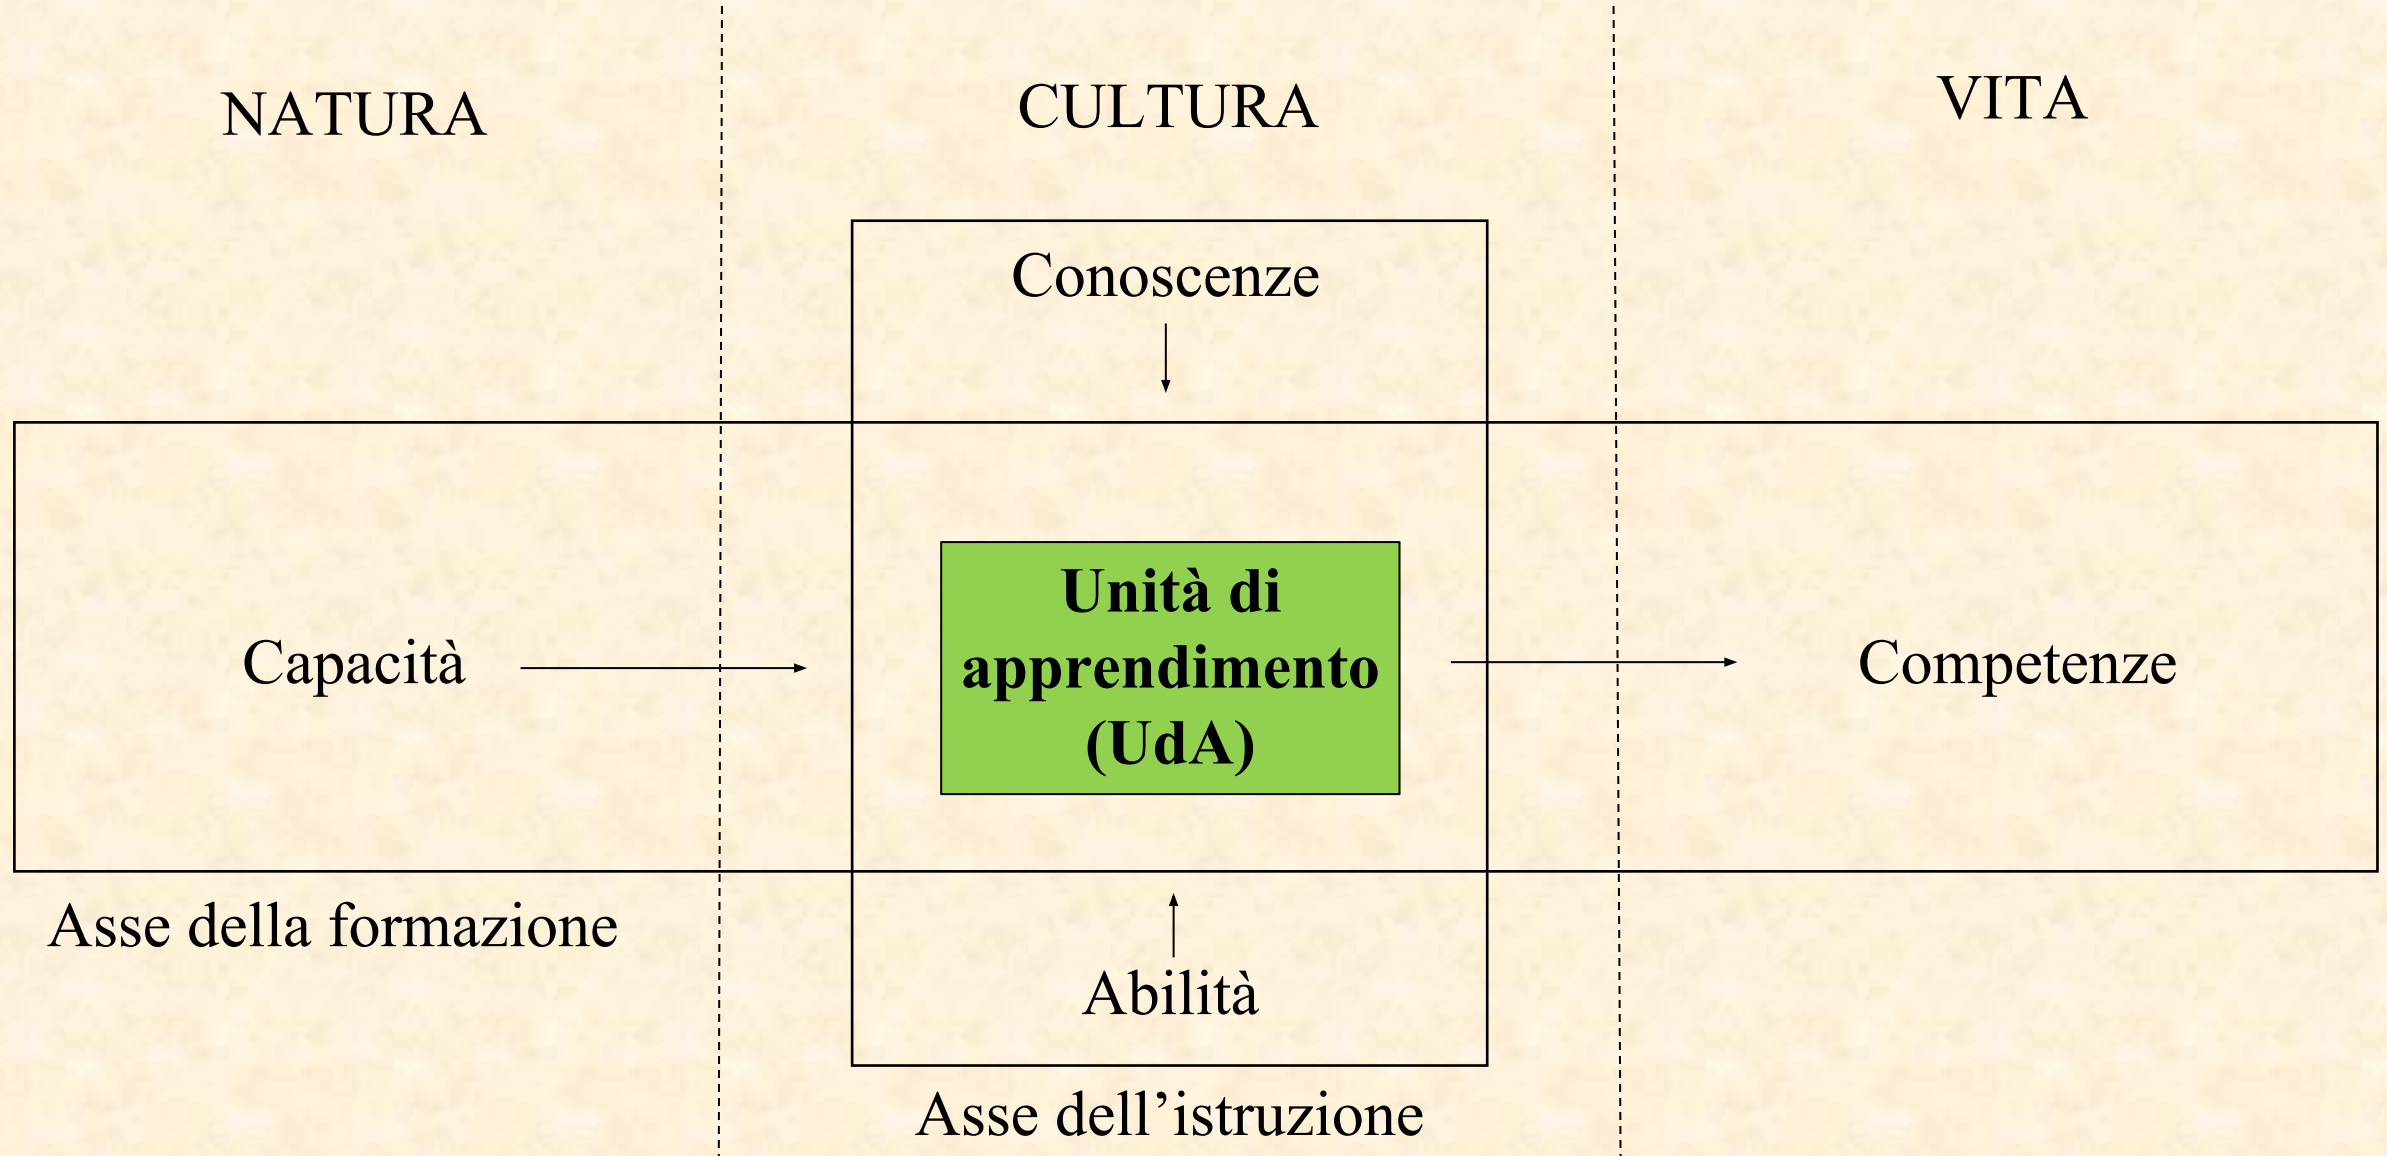 NATURA
CULTURA
VITA
Conoscenze
Capacità
Unità di
apprendimento
(UdA)
Competenze
Asse della formazione
Abilità
Asse dell’istruzione